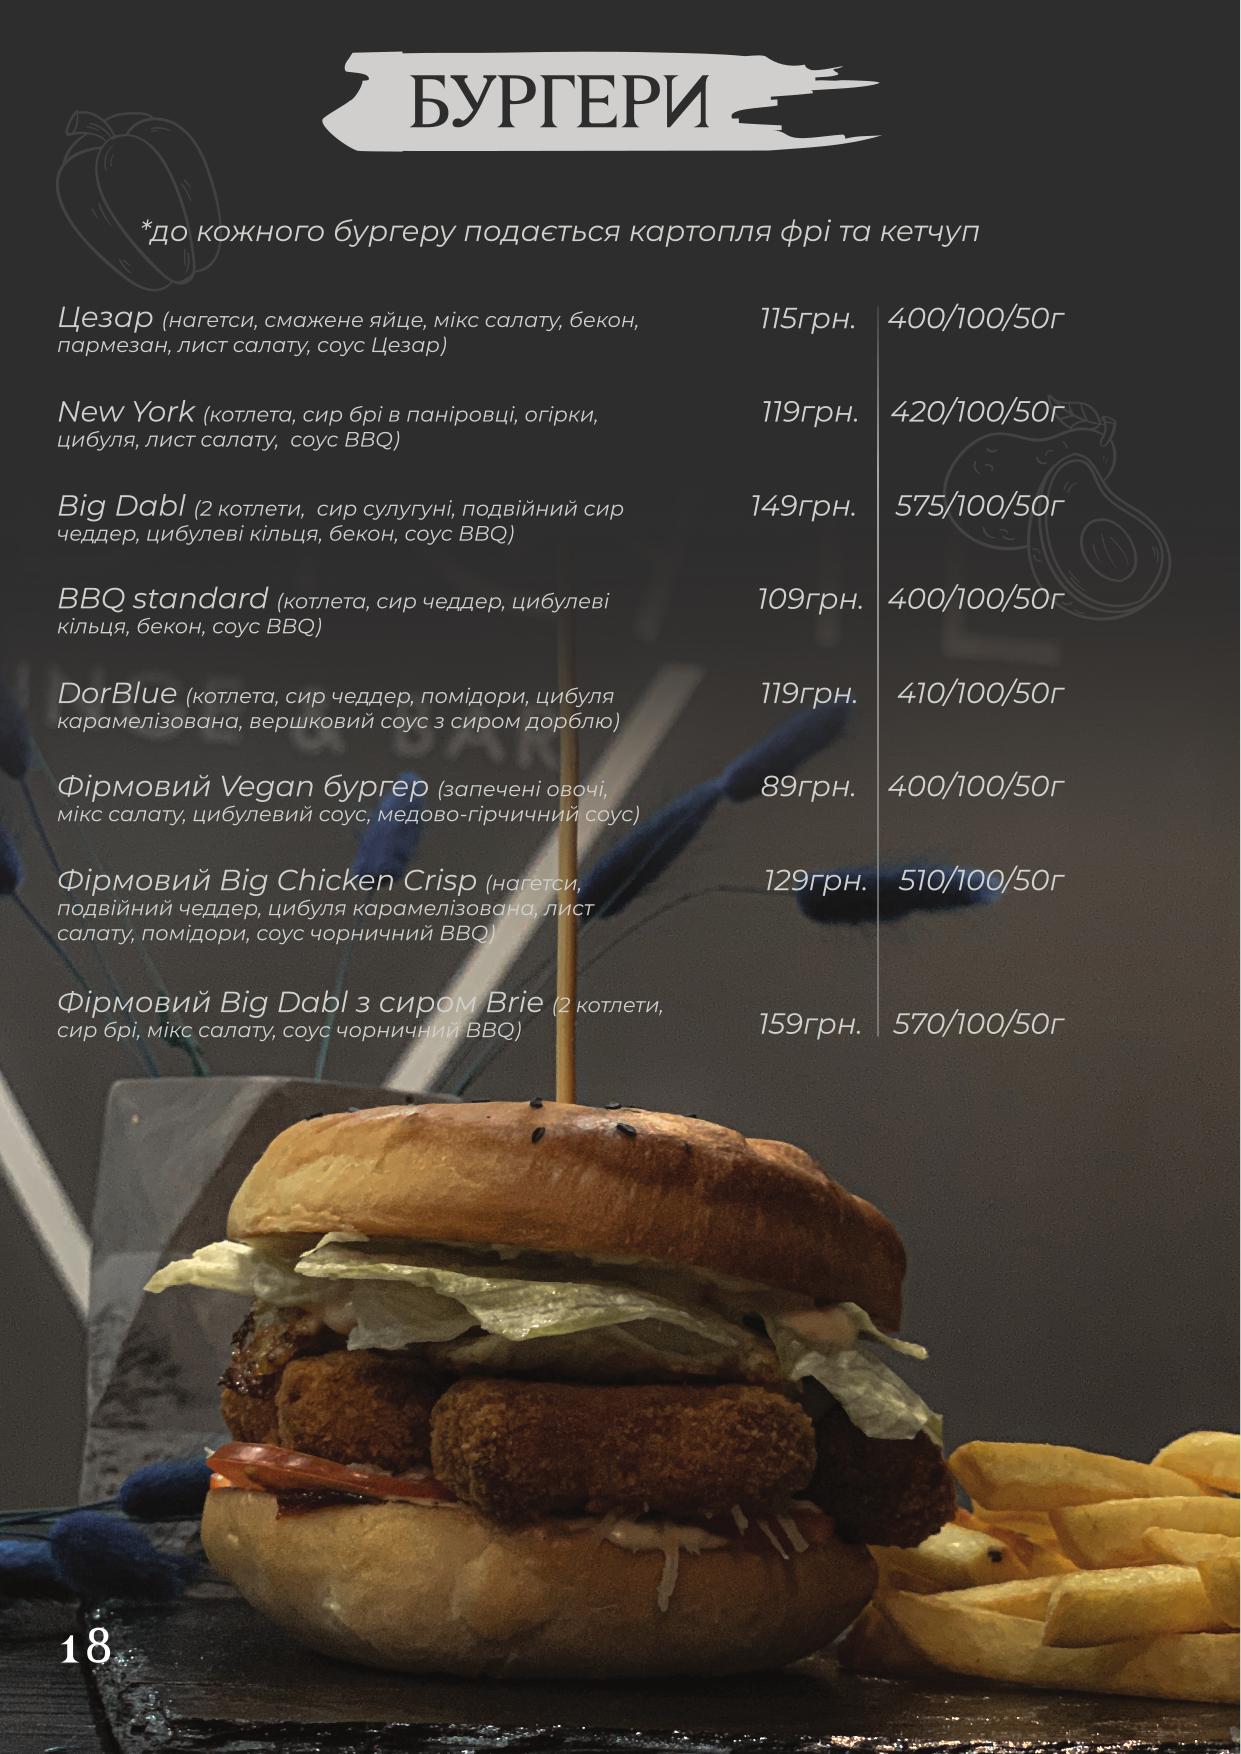 БУРГЕРИ
*до кожного бургеру подається картопля фрі та кетчуп
Цезар (нагетси, смажене яйце, мікс салату, бекон, 115грн. 400/100/50г
пармезан, лист салату, соус Цезар)
New York (котлета, сир брі в паніровці, огірки, 119грн. 420/100/50г
цибуля, лист салату, соус BBQ)
Big Dabl (2 котлети, сир сулугуні, подвійний сир 149грн. 575/100/50г
чеддер, цибулеві кільця, бекон, соус BBQ)
BBQ standard (котлета, сир чеддер, цибулеві 109грн. 400/100/50г
кільця, бекон, соус BBQ)
DorBlue (котлета, сир чеддер, помідори, цибуля 119грн. 410/100/50г
карамелізована, вершковий соус з сиром дорблю)
& BAR
Фірмовий Vegan бургер (запечені овочі, 89грн. 400/100/50г
мікс салату, цибулевий соус, медово-гірчичний соус)
Фірмовий Big Chicken Crisp (нагетси, 129грн. 510/100/50г
подвійний чеддер, цибуля карамелізована, лист
салату, помідори, соус чорничний BBQ)
Фірмовий Big Dabl з сиром Brie (2 котлети,
сир брі, мікс салату, соус чорничний BBQ) 159грн. 570/100/50г
18